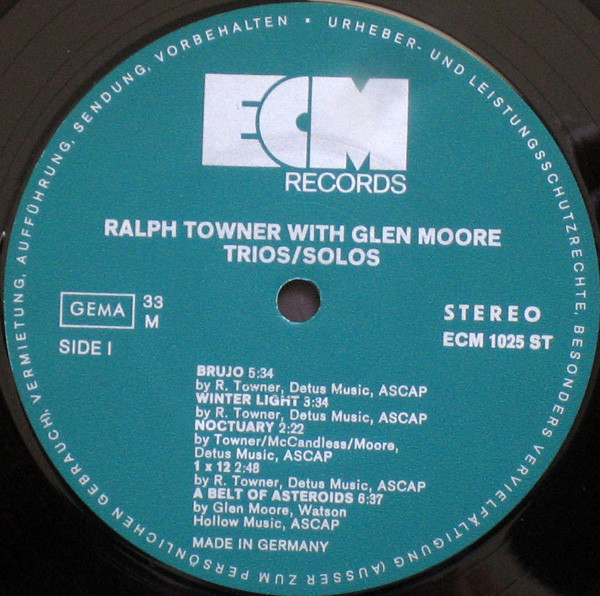 URHEBER- UND LEISTUNGSSCHUTZRECHTE, BESONDERS VERVIELFÄLTIGUNG (AUSSER ZUM PERSÖNLICHEN GEBRAUCH), VERMIETUNG, AUFFÜHRUNG, SENDUNG, VORBEHALTEN •
ECM
RECORDS
RALPH TOWNER WITH GLEN MOORE
TRIOS/SOLOS
GEMA
33
M
SIDE I
STEREO
ECM 1025 ST
BRUJO 5:34
by R. Towner, Detus Music, ASCAP
WINTER LIGHT 3:34
by R. Towner, Detus Music, ASCAP
NOCTUARY 2:22
by Towner/McCandless/Moore,
Detus Music, ASCAP
1 x 12 2:48
by R. Towner, Detus Music, ASCAP
A BELT OF ASTEROIDS 6:37
by Glen Moore, Watson
Hollow Music, ASCAP
MADE IN GERMANY